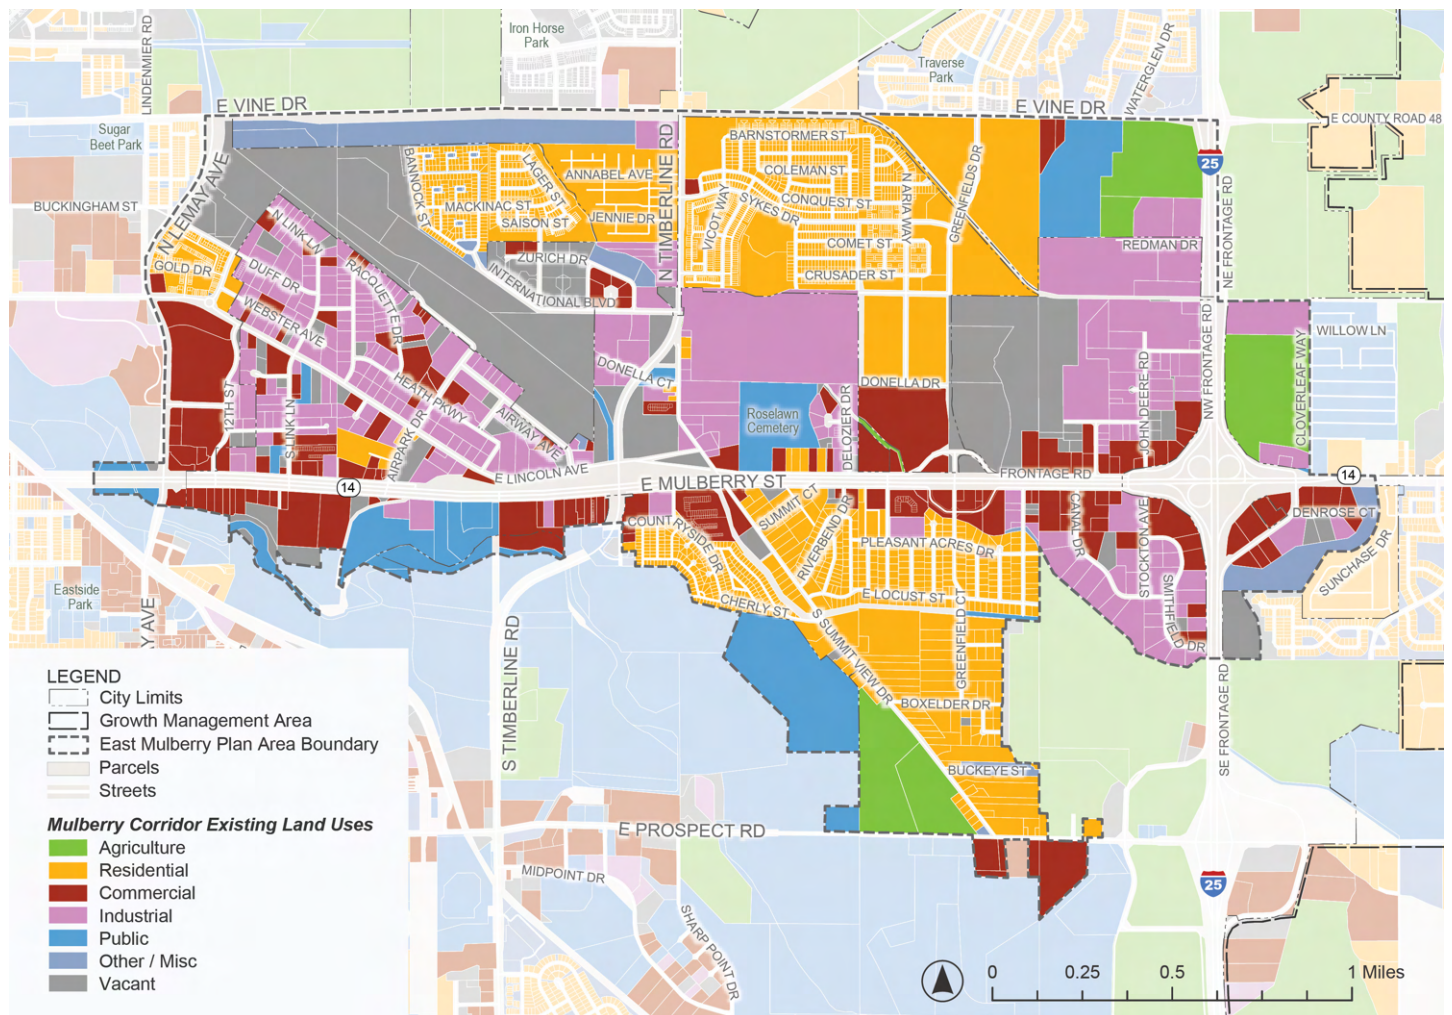 LINDENMIER RD
Iron Horse
Park
Traverse
Park
WATERGLEN DR
E VINE DR
E VINE DR
E COUNTY ROAD 48
Sugar
Beet Park
N LEMAY AVE
BUCKINGHAM ST
N TIMBERLINE RD
BARNSTORMER ST
COLEMAN ST
CONQUEST ST
SYKES DR
VICOT WAY
COMET ST
CRUSADER ST
N ARIA WAY
GREENFIELDS DR
25
NE FRONTAGE RD
REDMAN DR
BANNOCK ST
LAGER ST
ANNABEL AVE
MACKINAC ST
SAISON ST
JENNIE DR
ZURICH DR
INTERNATIONAL BLVD
N LINK LN
DUFF DR
RACQUETTE DR
GOLD DR
WEBSTER AVE
HEATH PKWY
AIRWAY AVE
12TH ST
S LINK LN
AIRPARK DR
DONELLA CT
DONELLA DR
Roselawn
Cemetery
DELOZIER DR
JOHN DEERE RD
NW FRONTAGE RD
CLOVERLEAF WAY
WILLOW LN
E LINCOLN AVE
E MULBERRY ST
FRONTAGE RD
14
14
COUNTRYSIDE DR
SUMMIT CT
RIVERBEND DR
PLEASANT ACRES DR
CANAL DR
STOCKTON AVE
SMITHFIELD DR
DENROSE CT
SUNCHASE DR
CHERLY ST
E LOCUST ST
GREENFIELD CT
S SUMMIT VIEW DR
BOXELDER DR
BUCKEYE ST
Eastside
Park
S TIMBERLINE RD
SE FRONTAGE RD
E PROSPECT RD
MIDPOINT DR
SHARP POINT DR
25
LEGEND
City Limits
Growth Management Area
East Mulberry Plan Area Boundary
Parcels
Streets
Mulberry Corridor Existing Land Uses
Agriculture
Residential
Commercial
Industrial
Public
Other / Misc
Vacant
0 0.25 0.5 1 Miles